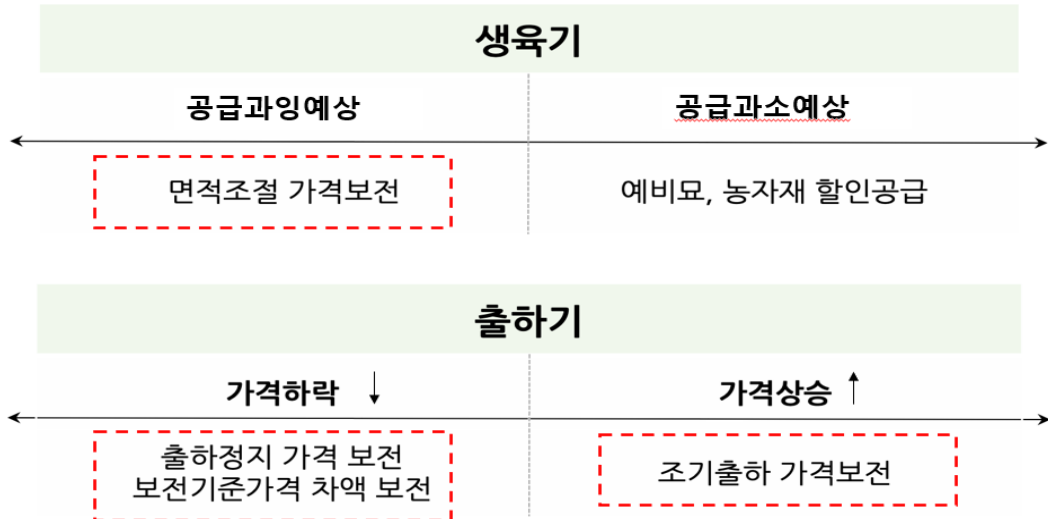 생육기
공급과잉예상
공급과소예상
면적조절 가격보전
예비묘, 농자재 할인공급
출하기
가격하락 ↓
가격상승 ↑
출하정지 가격 보전
보전기준가격 차액 보전
조기출하 가격보전